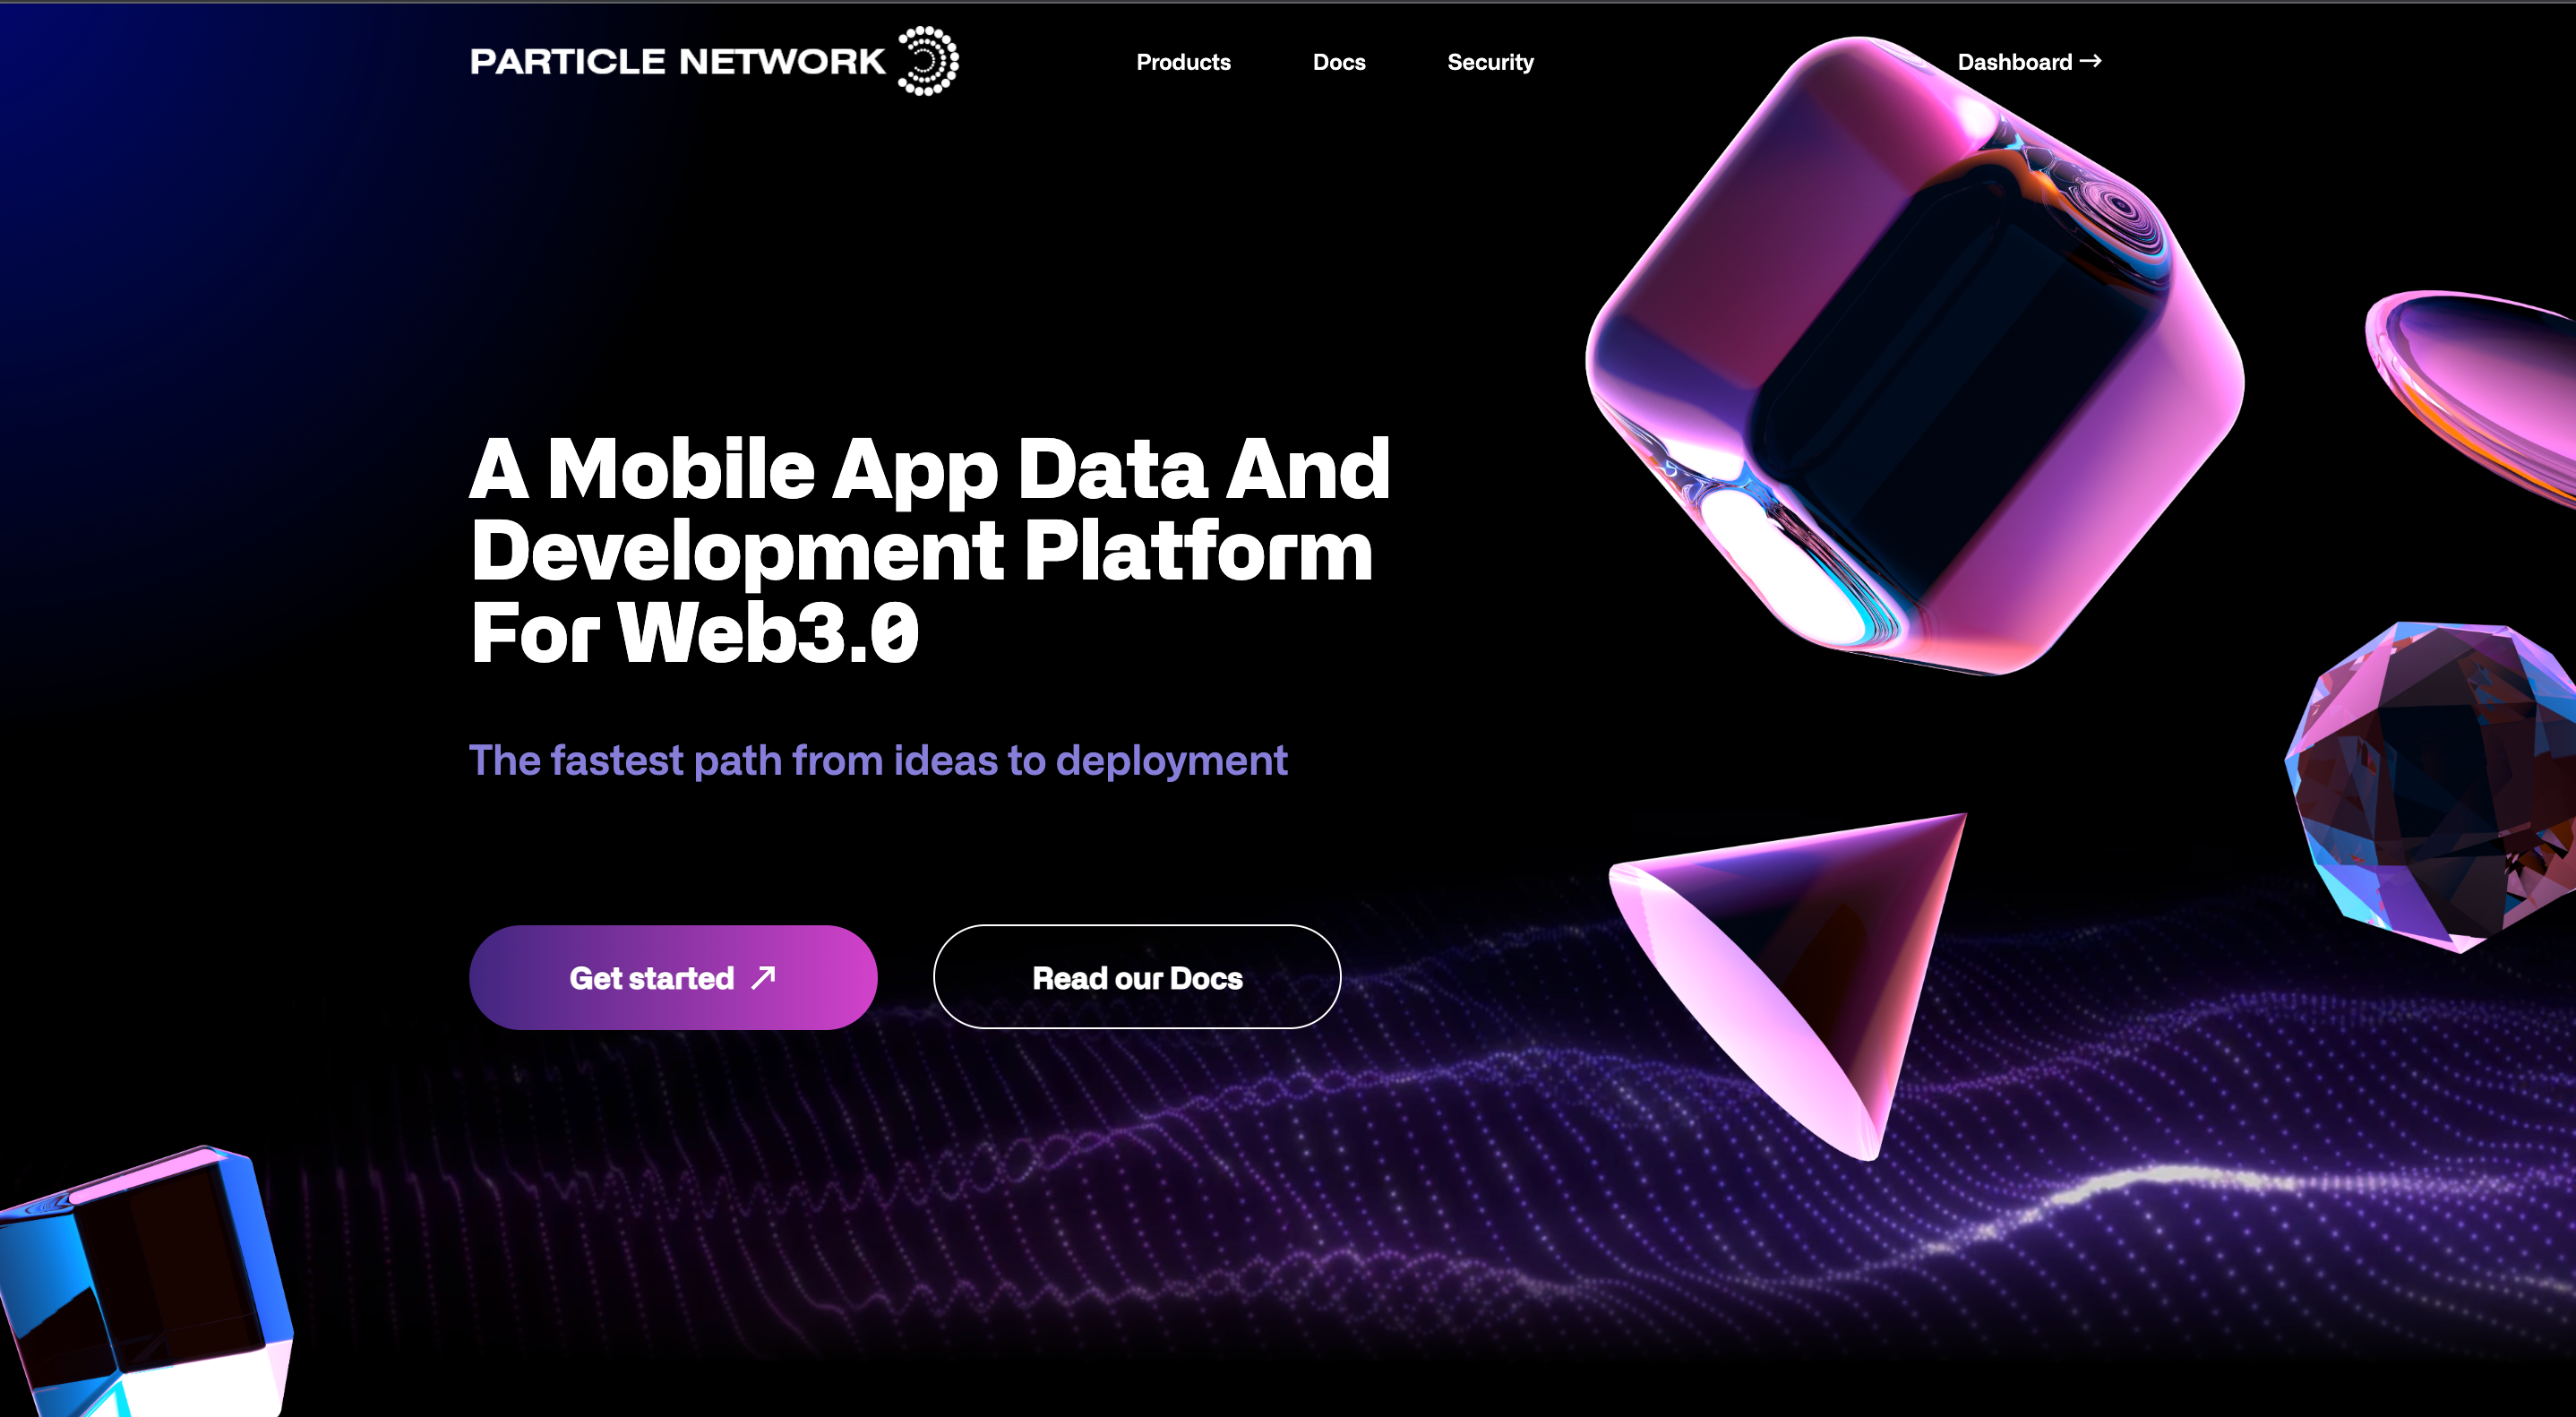 PARTICLE NETWORK
Products
Docs
Security
Dashboard →
A Mobile App Data And
Development Platform
For Web3.0
The fastest path from ideas to deployment
Get started ↗
Read our Docs